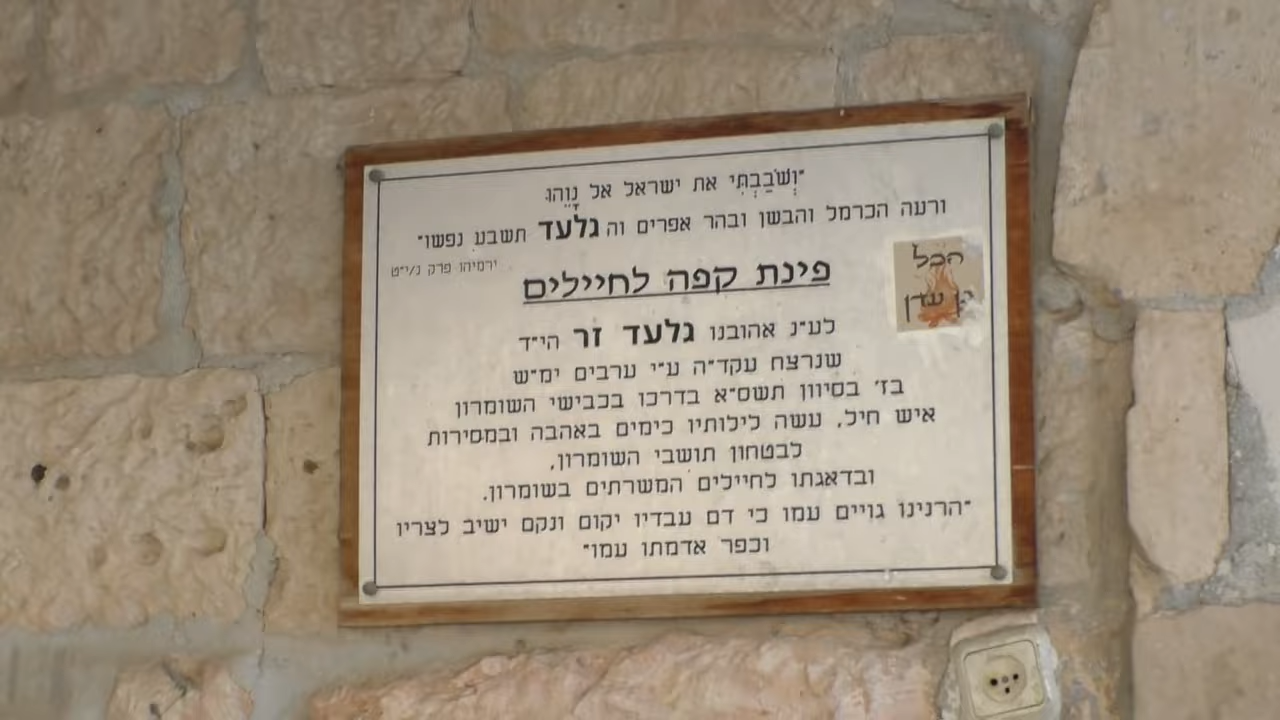 "וְשֹׁבַבְתִּי את ישראל אל נָוֵהוּ
ורעה הכרמל והבשן ובהר אפרים וה גלעד תשבע נפשו"
ירמיהו פרק נ/י"ט
פינת קפה לחיילים
לע"נ אהובנו גלעד זר הי"ד
שנרצח עקד"ה ע"י ערבים ימ"ש
בז' בסיוון תשס"א בדרכו בכבישי השומרון
איש חיל, עשה לילותיו כימים באהבה ובמסירות
לבטחון תושבי השומרון,
ובדאגתו לחיילים המשרתים בשומרון.
"הרנינו גויים עמו כי דם עבדיו יקום ונקם ישיב לצריו
וכפר אדמתו עמו"
הכל
עדן